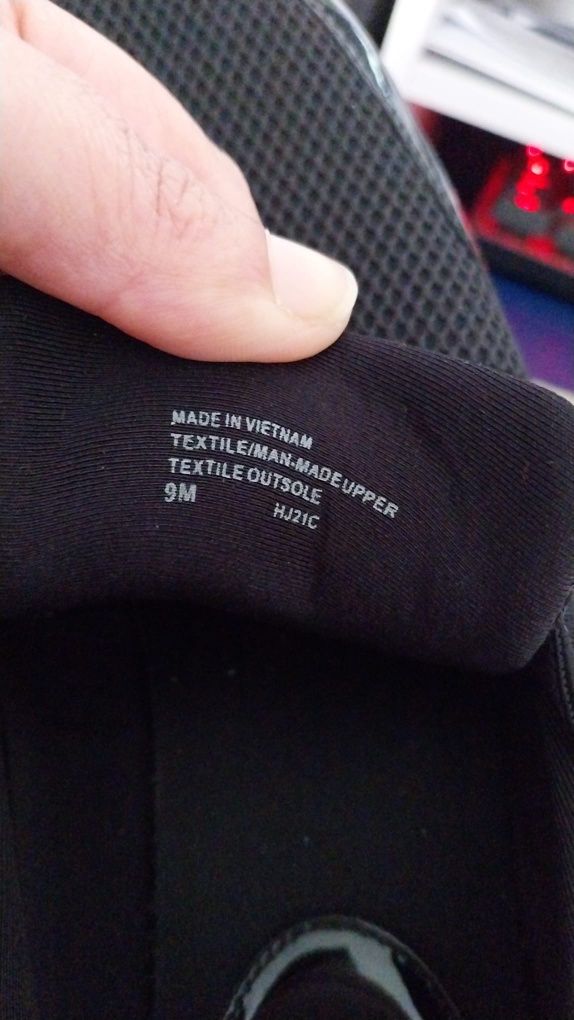 MADE IN VIETNAM
TEXTILE/MAN-MADE UPPER
TEXTILE OUTSOLE
9M
HJ21C